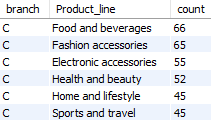 branch Product_line count
C Food and beverages 66
C Fashion accessories 65
C Electronic accessories 55
C Health and beauty 52
C Home and lifestyle 45
C Sports and travel 45